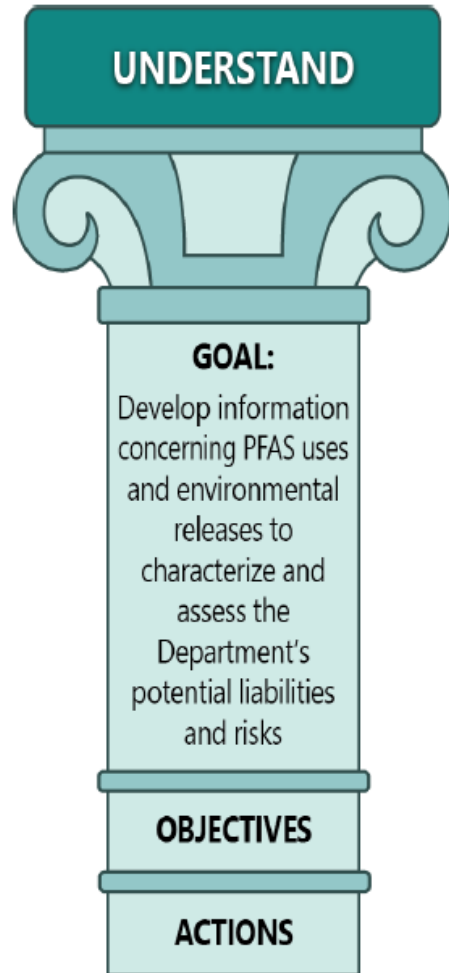 UNDERSTAND
GOAL:
Develop information
concerning PFAS uses
and environmental
releases to
characterize and
assess the
Department's
potential liabilities
and risks
OBJECTIVES
ACTIONS